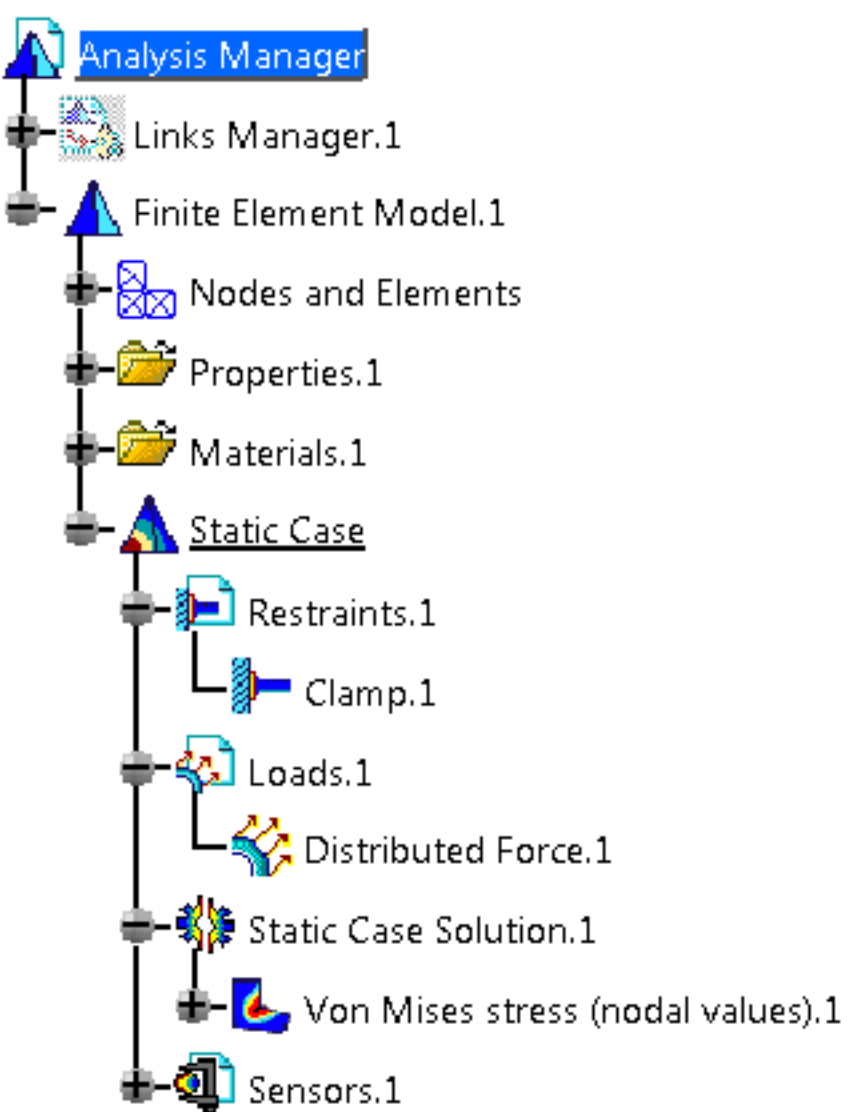 Analysis Manager
Links Manager.1
Finite Element Model.1
Nodes and Elements
Properties.1
Materials.1
Static Case
Restraints.1
Clamp.1
Loads.1
Distributed Force.1
Static Case Solution.1
Von Mises stress (nodal values).1
Sensors.1